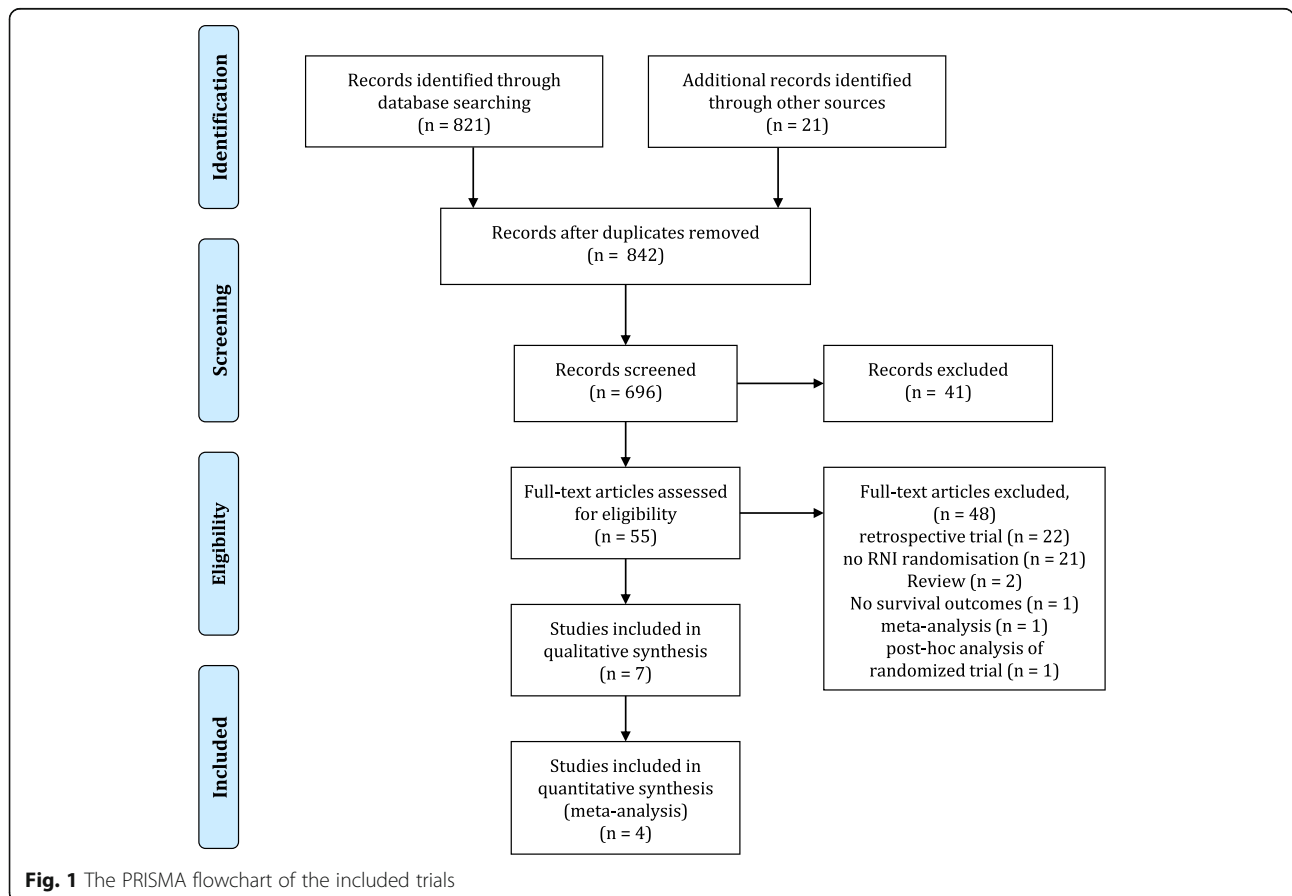 Identification
Records identified through
database searching
(n = 821)
Additional records identified
through other sources
(n = 21)
Records after duplicates removed
(n = 842)
Screening
Records screened
(n = 696)
Records excluded
(n = 41)
Eligibility
Full-text articles assessed
for eligibility
(n = 55)
Full-text articles excluded,
(n = 48)
retrospective trial (n = 22)
no RNI randomisation (n = 21)
Review (n = 2)
No survival outcomes (n = 1)
meta-analysis (n = 1)
post-hoc analysis of
randomized trial (n = 1)
Studies included in
qualitative synthesis
(n = 7)
Included
Studies included in
quantitative synthesis
(meta-analysis)
(n = 4)
Fig. 1 The PRISMA flowchart of the included trials